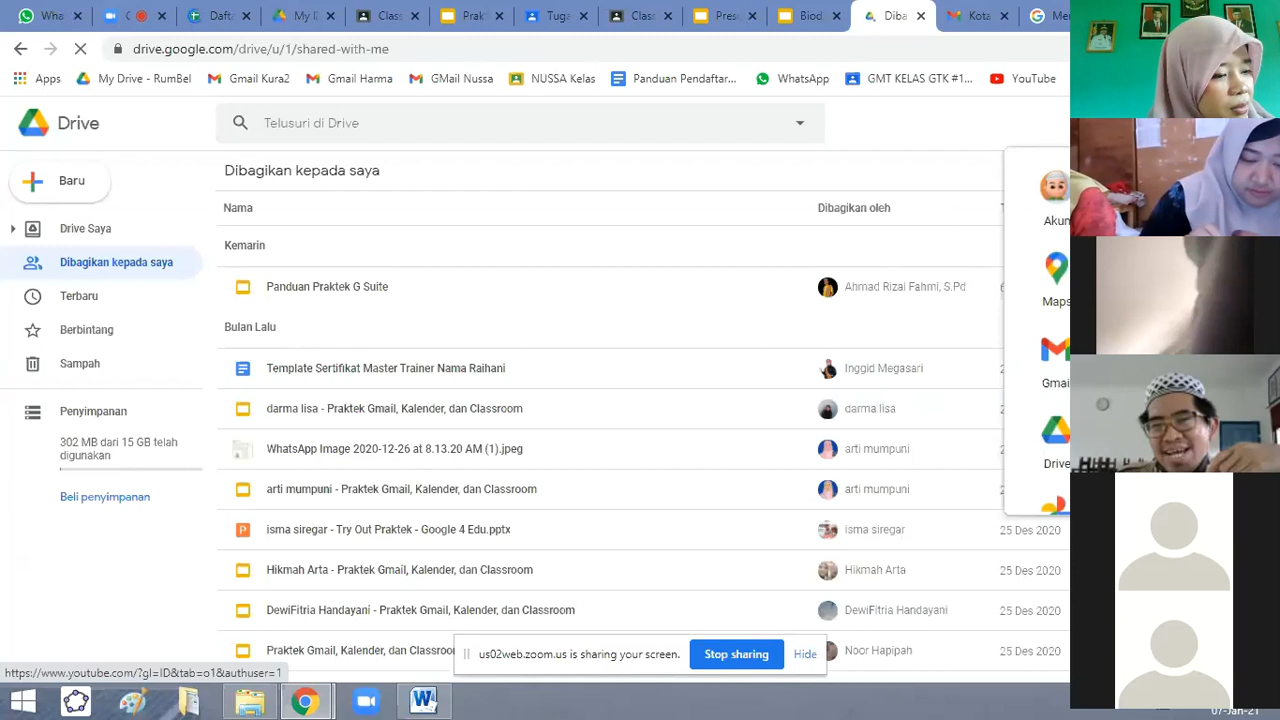 Pres
Wha
(2)
Clas
Tug
Clas
Bual
Prod
Diba
Kota
Men
drive.google.com/drive/u/1/shared-with-me
Apps
My Drive - RumBel
Gmail Kura2
Gmail Harma
GMail Nussa
NUSSA Kelas
Panduan Pendaftar...
WhatsApp
GMT KELAS GTK #1...
YouTube
Drive
Telusuri di Drive
Baru
Drive Saya
Dibagikan kepada saya
Terbaru
Berbintang
Sampah
Penyimpanan
302 MB dari 15 GB telah
digunakan
Beli penyimpanan
Dibagikan kepada saya
Nama
Dibagikan oleh
Kemarin
Panduan Praktek G Suite
Ahmad Rizai Fahmi, S.Pd
Bulan Lalu
Template Sertifikat Master Trainer Nama Raihani
Inggid Megasari
darma lisa - Praktek Gmail, Kalender, dan Classroom
darma lisa
WhatsApp Image 2020-12-26 at 8.13.20 AM (1).jpeg
arti mumpuni
arti mumpuni - Praktek Gmail, Kalender, dan Classroom
arti mumpuni
isma siregar - Try Out Praktek - Google 4 Edu.pptx
isma siregar
25 Des 2020
Hikmah Arta - Praktek Gmail, Kalender, dan Classroom
Hikmah Arta
25 Des 2020
DewiFitria Handayani - Praktek Gmail, Kalender, dan Classroom
DewiFitria Handayani
25 Des 2020
Praktek Gmail, Kalender, dan Classroo
Noor Hapipah
25 Des 2020
Akun
Maps
Gmai
Drive
us02web.zoom.us is sharing your screen.
Stop sharing
Hide
https://www.youtube.com/?gl=ID&tab=o1&authuser=1
07-Jan-21